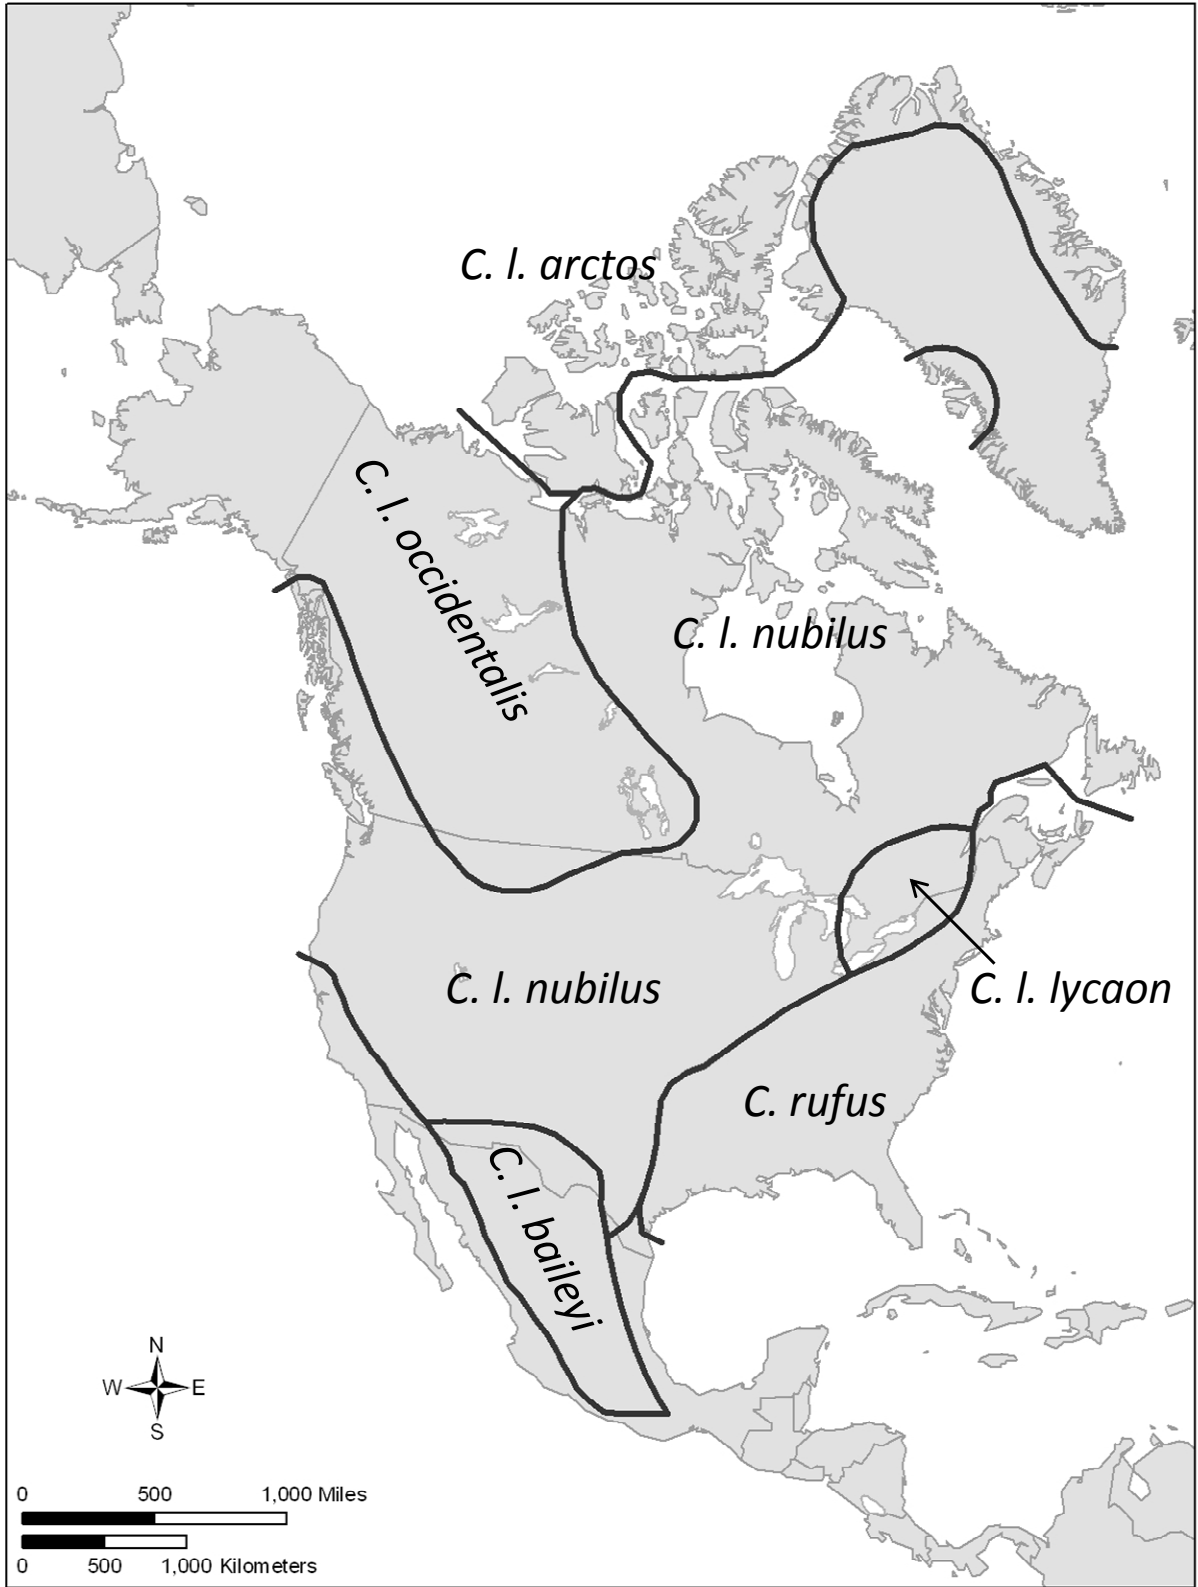 C. l. arctos
C. l. occidentalis
C. l. nubilus
C. l. nubilus
C. l. lycaon
C. rufus
C. l. baileyi
N
W E
S
0 500 1,000 Miles
0 500 1,000 Kilometers